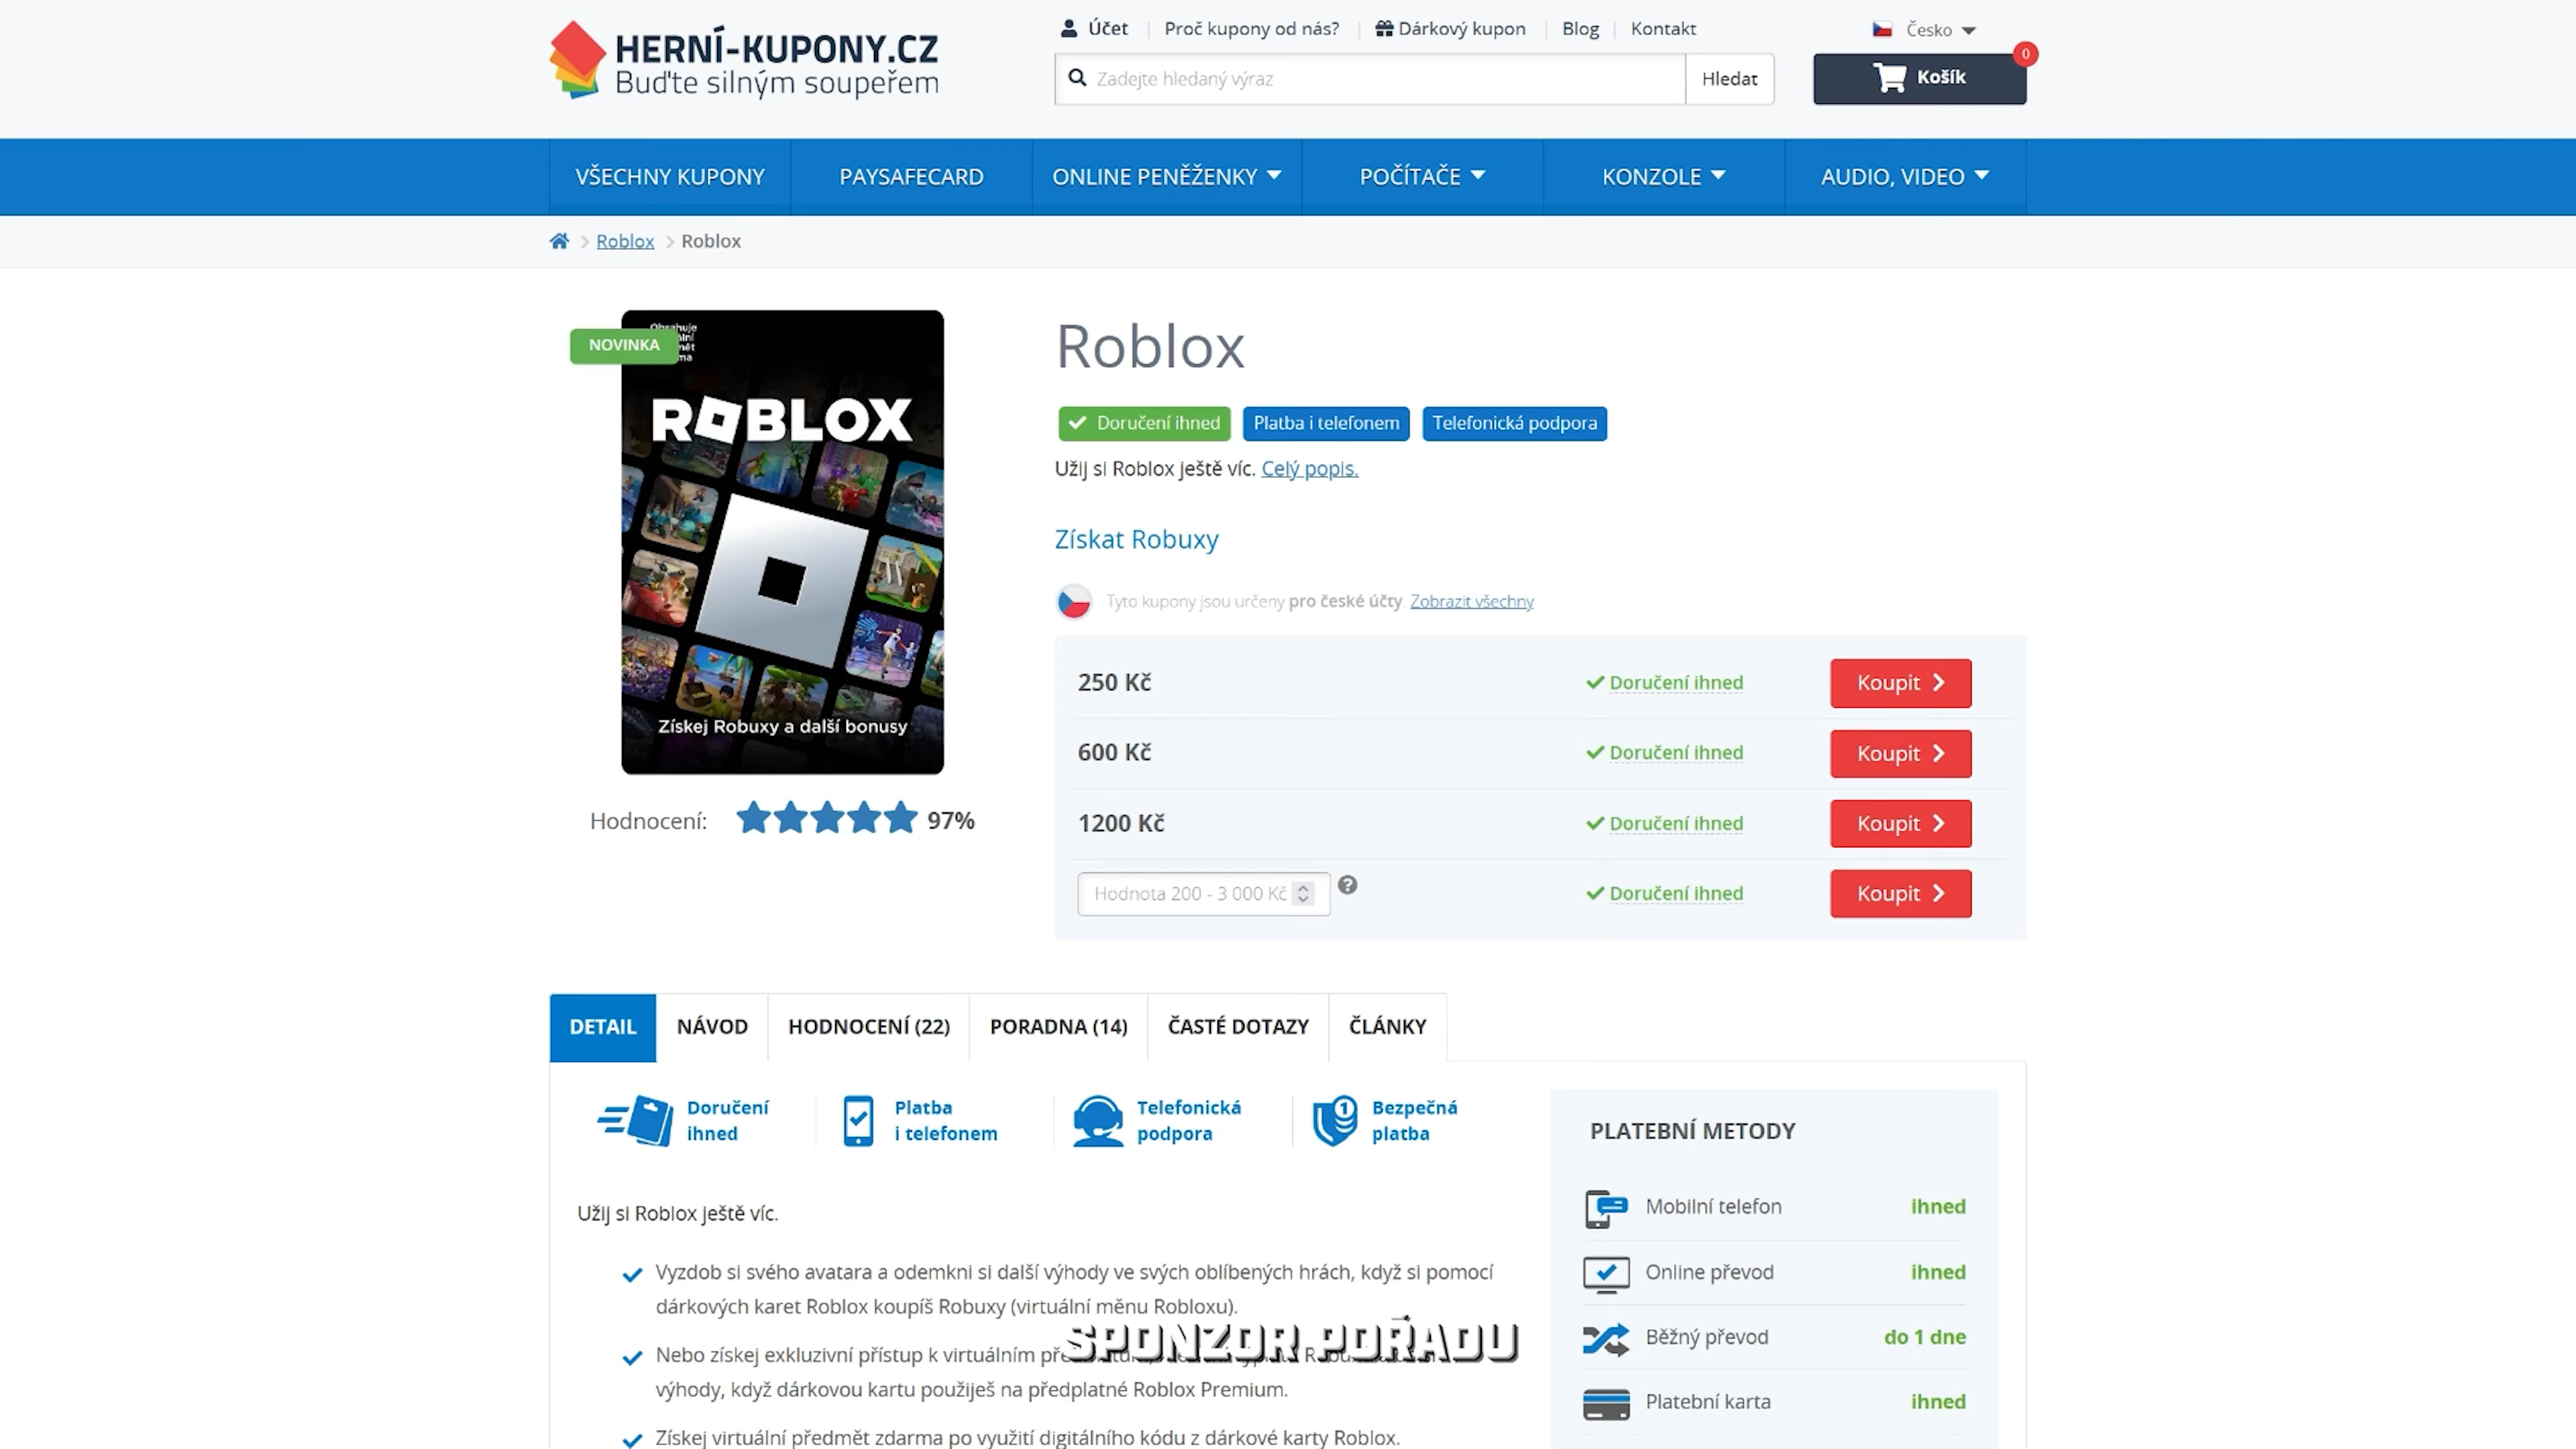 HERNÍ-KUPONY.CZ
Buďte silným soupeřem
Účet
Proč kupony od nás?
Dárkový kupon
Blog
Kontakt
Česko
Zadejte hledaný výraz
Hledat
Košík
0
VŠECHNY KUPONY
PAYSAFECARD
ONLINE PENĚŽENKY
POČÍTAČE
KONZOLE
AUDIO, VIDEO
Roblox
Roblox
NOVINKA
Obsahuje
ROBLOX
Získej Robuxy a další bonusy
Hodnocení:
97%
Roblox
Doručení ihned
Platba i telefonem
Telefonická podpora
Užij si Roblox ještě víc. Celý popis.
Získat Robuxy
Tyto kupony jsou určeny pro české účty. Zobrazit všechny
250 Kč
Doručení ihned
Koupit
600 Kč
Doručení ihned
Koupit
1200 Kč
Doručení ihned
Koupit
Hodnota 200 - 3 000 Kč
?
Doručení ihned
Koupit
DETAIL
NÁVOD
HODNOCENÍ (22)
PORADNA (14)
ČASTÉ DOTAZY
ČLÁNKY
Doručení
ihned
Platba
i telefonem
Telefonická
podpora
1
Bezpečná
platba
Užij si Roblox ještě víc.
Vyzdob si svého avatara a odemkni si další výhody ve svých oblíbených hrách, když si pomocí
dárkových karet Roblox koupíš Robuxy (virtuální měnu Robloxu).
Nebo získej exkluzivní přístup k virtuálním
výhody, když dárkovou kartu použiješ na předplatné Roblox Premium.
Získej virtuální předmět zdarma po využití digitálního kódu z dárkové karty Roblox.
SPONZOR POŘADU
PLATEBNÍ METODY
Mobilní telefon
ihned
Online převod
ihned
Běžný převod
do 1 dne
Platební karta
ihned